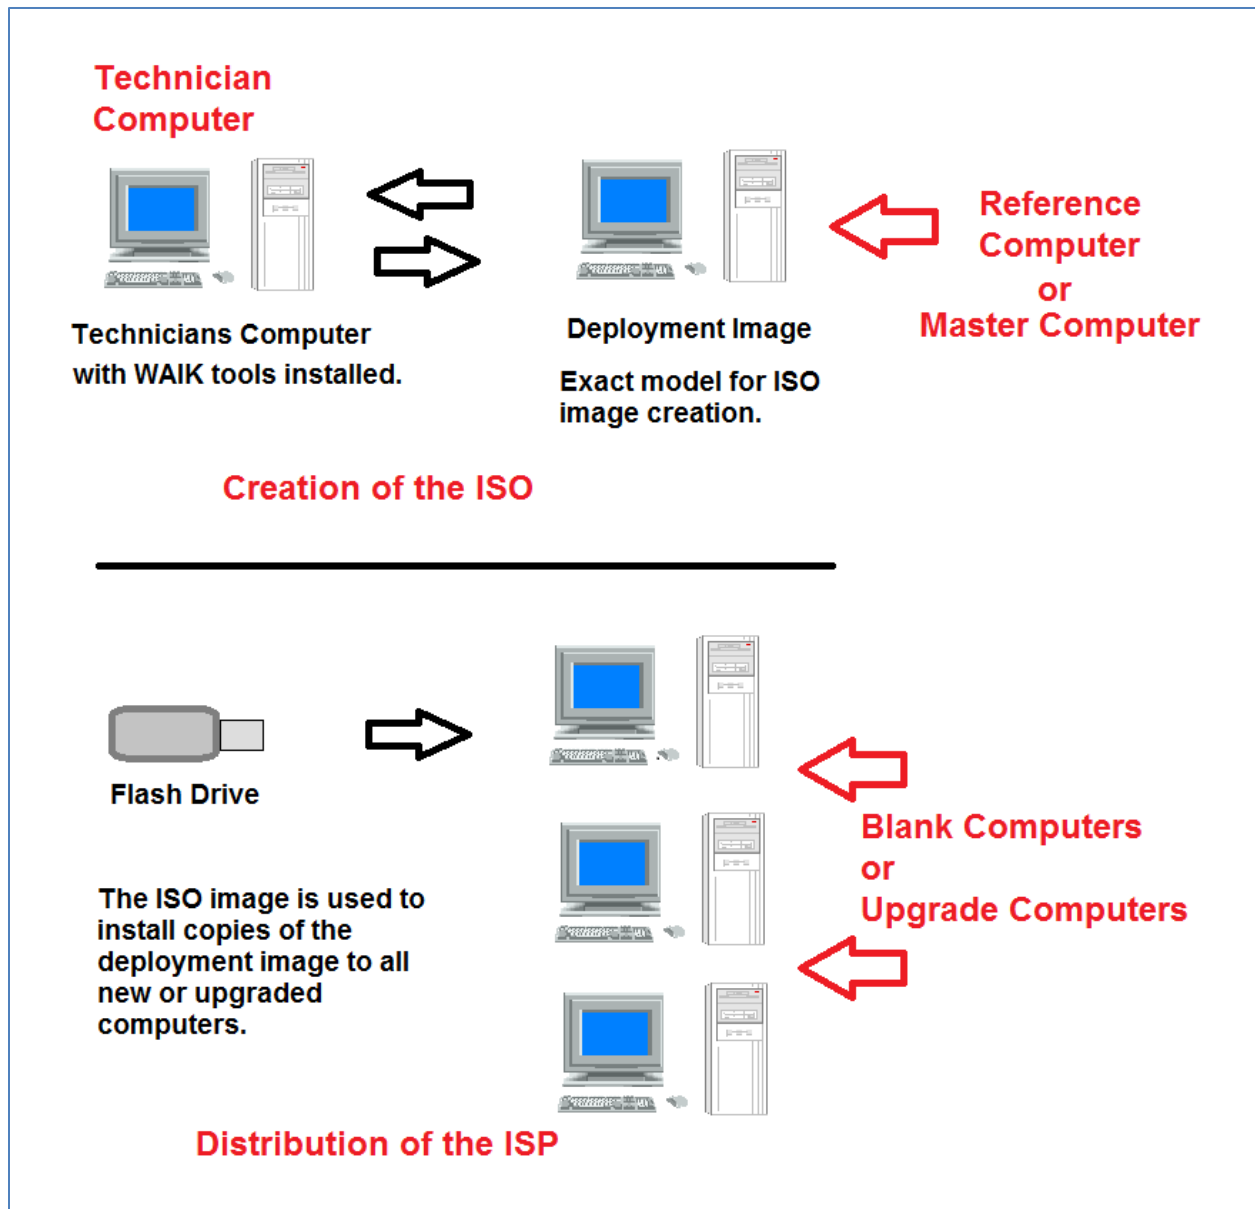 Technician
Computer
Technicians Computer
with WAIK tools installed.
Deployment Image
Exact model for ISO
image creation.
Reference
Computer
or
Master Computer
Creation of the ISO
Flash Drive
The ISO image is used to
install copies of the
deployment image to all
new or upgraded
computers.
Blank Computers
or
Upgrade Computers
Distribution of the ISP